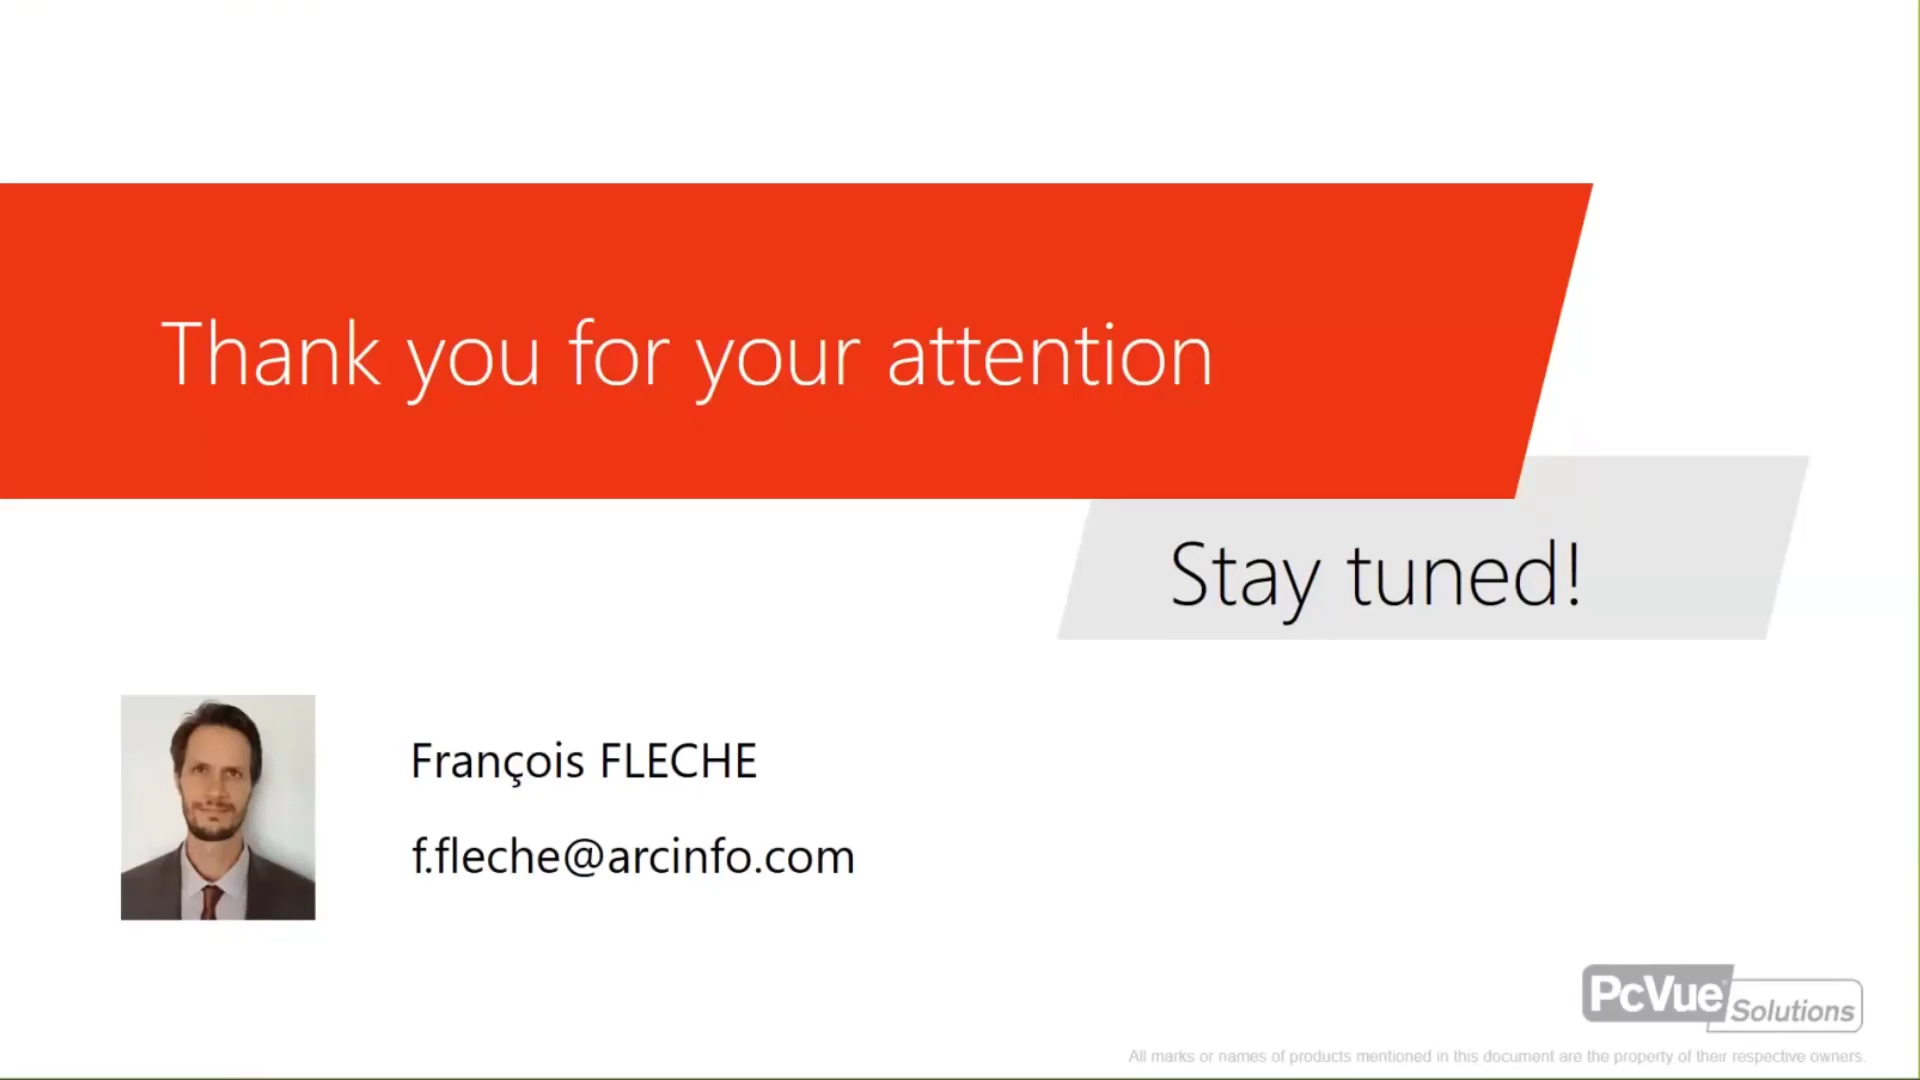 Thank you for your attention
Stay tuned!
François FLECHE
f.fleche@arcinfo.com
PcVue® Solutions
All marks or names of products mentioned in this document are the property of their respective owners.